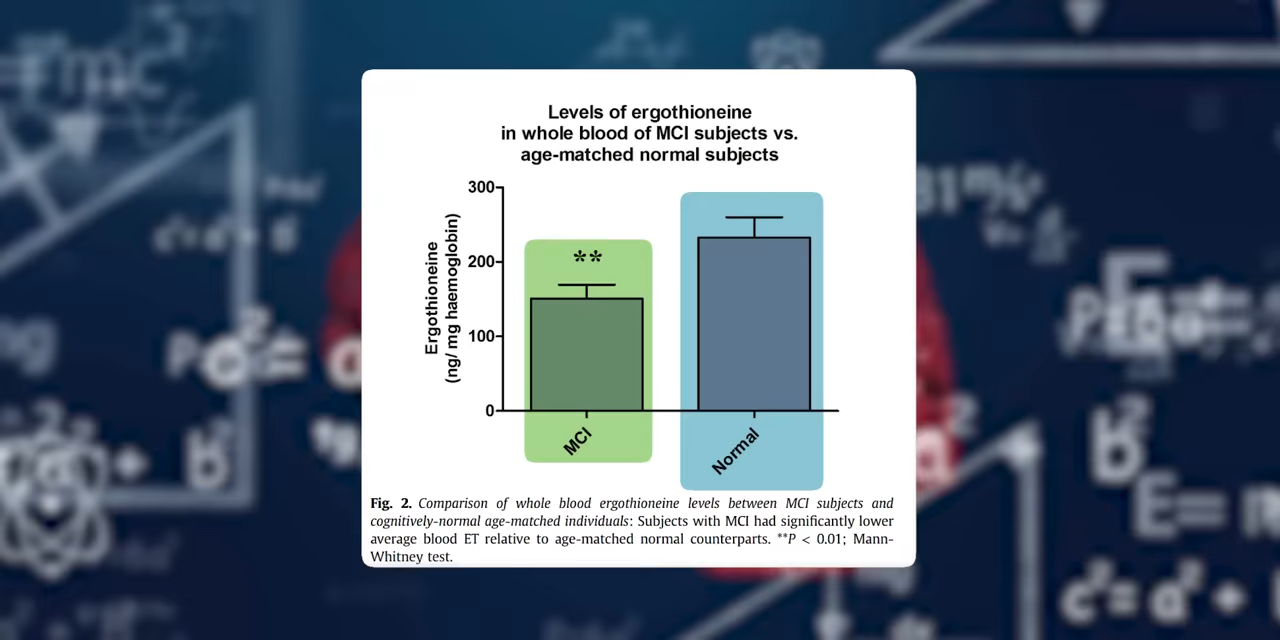 Levels of ergothioneine
in whole blood of MCI subjects vs.
age-matched normal subjects
Ergothioneine
(ng/ mg haemoglobin)
300
200
100
0
**
MCI
Normal
Fig. 2. Comparison of whole blood ergothioneine levels between MCI subjects and
cognitively-normal age-matched individuals: Subjects with MCI had significantly lower
average blood ET relative to age-matched normal counterparts. **P < 0.01; Mann-
Whitney test.